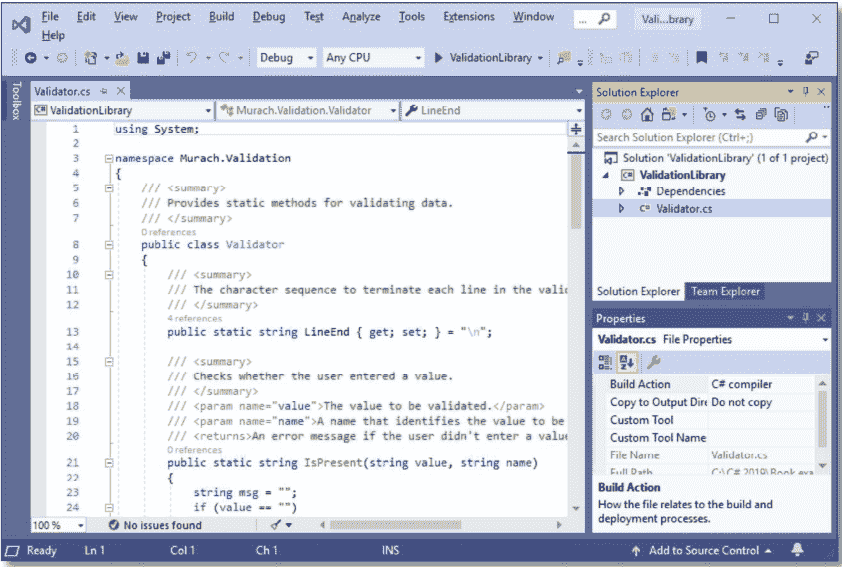 File Edit View Project Build Debug Test Analyze Tools Extensions Window ... Vali...brary
Help
Debug Any CPU ValidationLibrary
Toolbox
Validator.cs
ValidationLibrary Murach.Validation.Validator LineEnd
1 using System;
2
3 namespace Murach.Validation
4 {
5 /// <summary>
6 /// Provides static methods for validating data.
7 /// </summary>
0 references
8 public class Validator
9 {
10 /// <summary>
11 /// The character sequence to terminate each line in the valid
12 /// </summary>
4 references
13 public static string LineEnd { get; set; } = "\n";
14
15 /// <summary>
16 /// Checks whether the user entered a value.
17 /// </summary>
18 /// <param name="value">The value to be validated.</param>
19 /// <param name="name">A name that identifies the value to be
20 /// <returns>An error message if the user didn't enter a value
0 references
21 public static string IsPresent(string value, string name)
22 {
23 string msg = "";
24 if (value == "")
100 % No issues found
Solution Explorer
Search Solution Explorer (Ctrl+;)
Solution 'ValidationLibrary' (1 of 1 project)
C# ValidationLibrary
Dependencies
C# Validator.cs
Solution Explorer Team Explorer
Properties
Validator.cs File Properties
Build Action C# compiler
Copy to Output Dire Do not copy
Custom Tool
Custom Tool Name
File Name Validator.cs
Full Path C:\C# 2019\Book exa
Build Action
How the file relates to the build and
deployment processes.
Ready Ln 1 Col 1 Ch 1 INS Add to Source Control